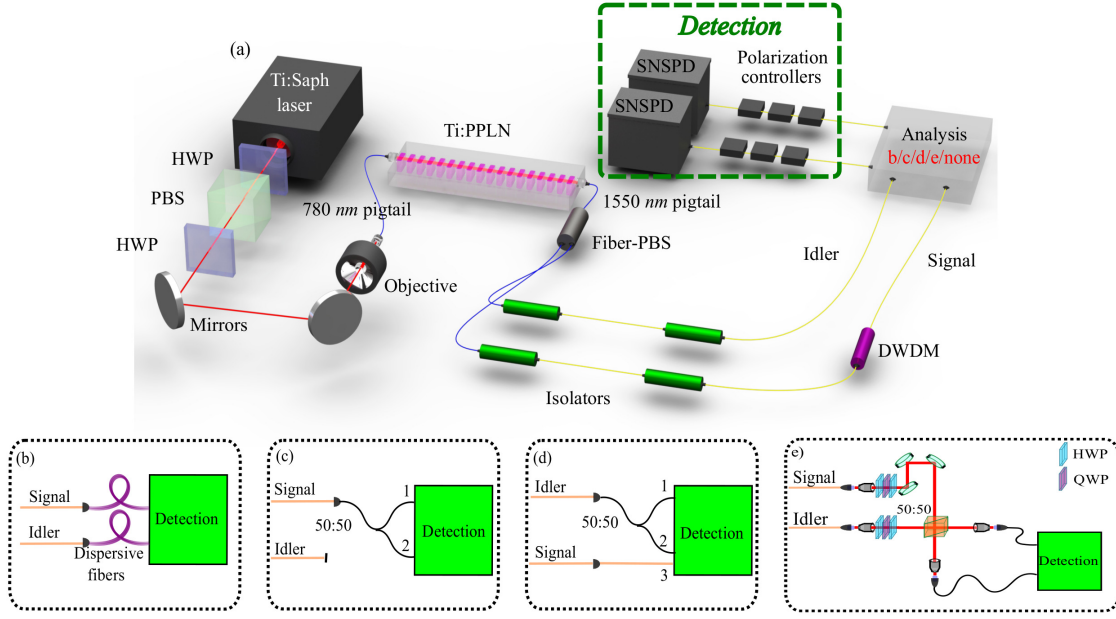 (a)
Detection
Ti:Saph
laser
SNSPD
SNSPD
Polarization
controllers
Analysis
b/c/d/e/none
Ti:PPLN
HWP
PBS
HWP
780 nm pigtail
1550 nm pigtail
Fiber-PBS
Objective
Mirrors
Idler
Signal
DWDM
Isolators
(b)
Signal
Idler
Dispersive
fibers
Detection
(c)
Signal
50:50
Idler
1
2
Detection
(d)
Idler
50:50
Signal
1
2
3
Detection
e)
Signal
Idler
50:50
HWP
QWP
Detection